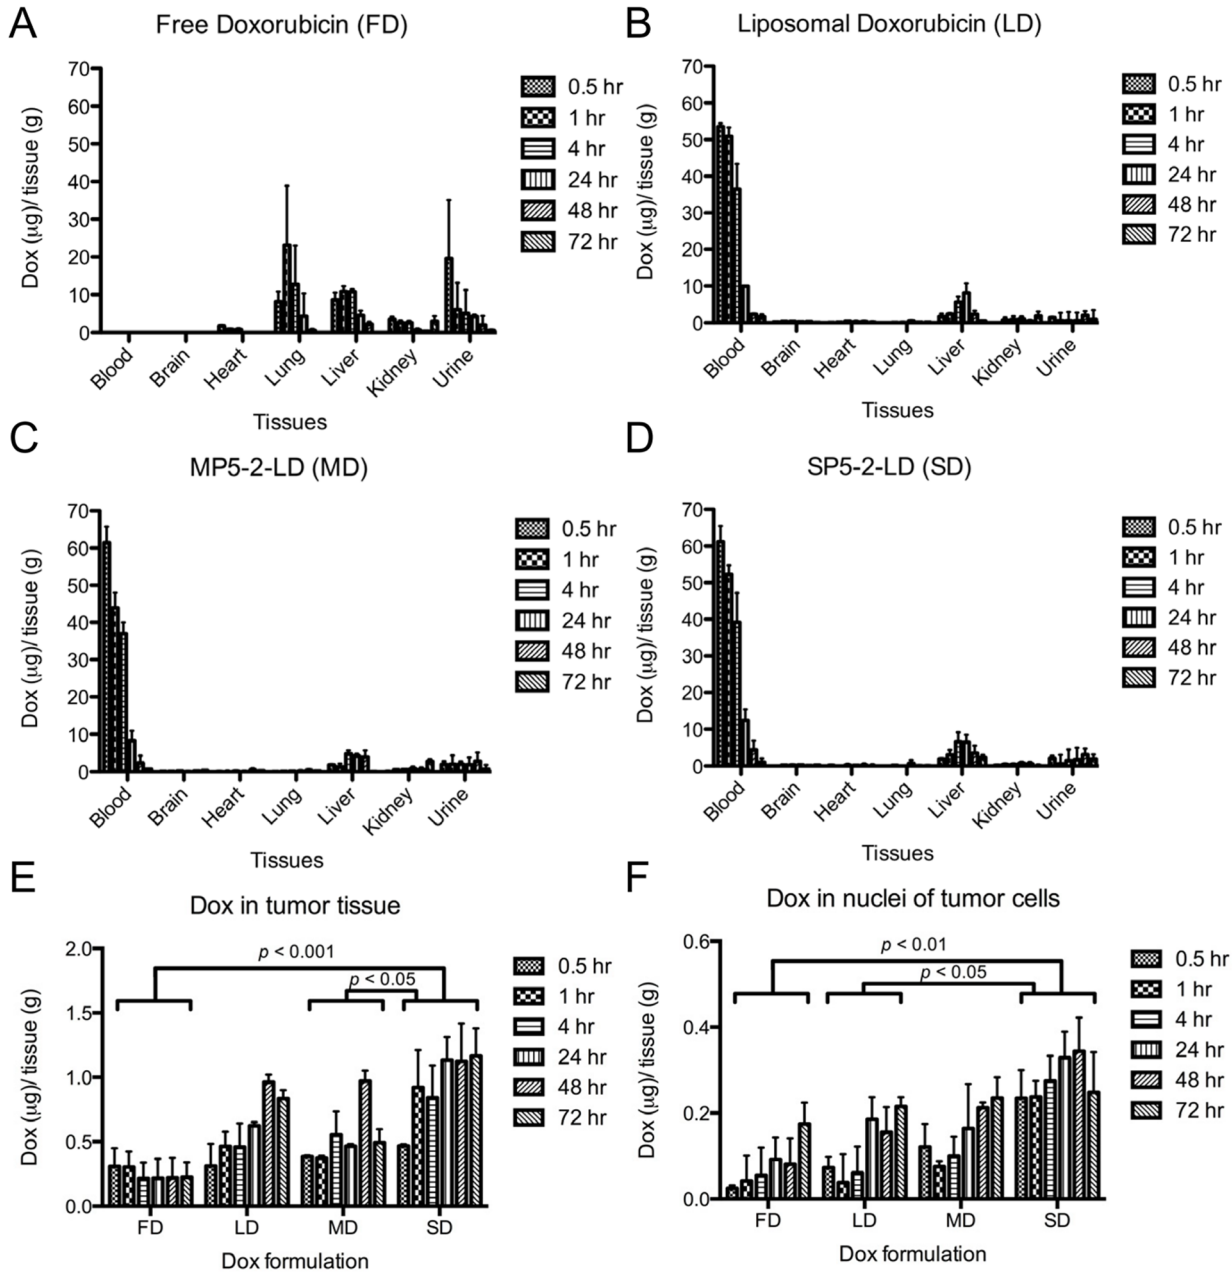 A
Free Doxorubicin (FD)
Dox (μg)/ tissue (g)
70
60
50
40
30
20
10
0
Blood
Brain
Heart
Lung
Liver
Kidney
Urine
Tissues
0.5 hr
1 hr
4 hr
24 hr
48 hr
72 hr
B
Liposomal Doxorubicin (LD)
Dox (μg)/ tissue (g)
70
60
50
40
30
20
10
0
Blood
Brain
Heart
Lung
Liver
Kidney
Urine
Tissues
0.5 hr
1 hr
4 hr
24 hr
48 hr
72 hr
C
MP5-2-LD (MD)
Dox (μg)/ tissue (g)
70
60
50
40
30
20
10
0
Blood
Brain
Heart
Lung
Liver
Kidney
Urine
Tissues
0.5 hr
1 hr
4 hr
24 hr
48 hr
72 hr
D
SP5-2-LD (SD)
Dox (μg)/ tissue (g)
70
60
50
40
30
20
10
0
Blood
Brain
Heart
Lung
Liver
Kidney
Urine
Tissues
0.5 hr
1 hr
4 hr
24 hr
48 hr
72 hr
E
Dox in tumor tissue
Dox (μg)/ tissue (g)
2.0
1.5
1.0
0.5
0.0
p < 0.001
p < 0.05
FD
LD
MD
SD
Dox formulation
0.5 hr
1 hr
4 hr
24 hr
48 hr
72 hr
F
Dox in nuclei of tumor cells
Dox (μg)/ tissue (g)
0.6
0.4
0.2
0.0
p < 0.01
p < 0.05
FD
LD
MD
SD
Dox formulation
0.5 hr
1 hr
4 hr
24 hr
48 hr
72 hr